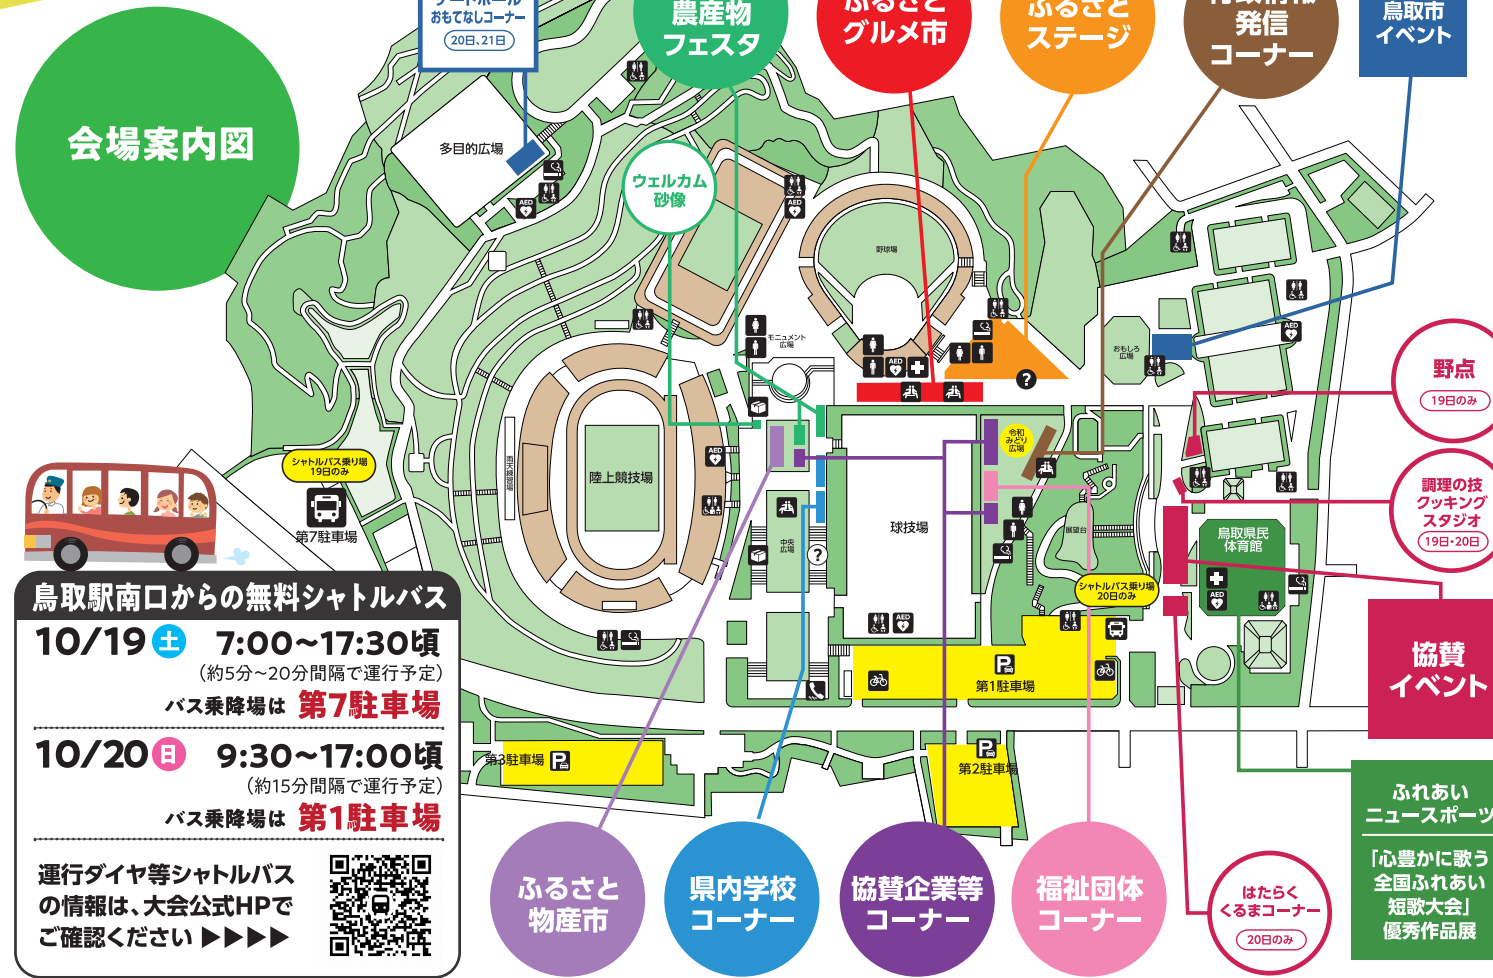 おもてなしコーナー
20日、21日
農産物
フェスタ
グルメ市
ふるさと
ステージ
発信
コーナー
鳥取市
イベント
会場案内図
多目的広場
AED
ウェルカム
砂像
AED
野球場
モニュメント
広場
AED
おもしろ
広場
AED
野点
19日のみ
シャトルバス乗り場
19日のみ
第7駐車場
雨天練習場
陸上競技場
AED
令和
みどり
広場
調理の技
クッキング
スタジオ
19日・20日
中央
広場
球技場
展望台
鳥取県民
体育館
AED
シャトルバス乗り場
20日のみ
AED
協賛
イベント
P
第1駐車場
第3駐車場
P
P
第2駐車場
鳥取駅南口からの無料シャトルバス
10/19 土 7:00〜17:30頃
(約5分〜20分間隔で運行予定)
バス乗降場は 第7駐車場
10/20 日 9:30〜17:00頃
(約15分間隔で運行予定)
バス乗降場は 第1駐車場
運行ダイヤ等シャトルバス
の情報は、大会公式HPで
ご確認ください ▶▶▶▶
ふるさと
物産市
県内学校
コーナー
協賛企業等
コーナー
福祉団体
コーナー
はたらく
くるまコーナー
20日のみ
ふれあい
ニュースポーツ
「心豊かに歌う
全国ふれあい
短歌大会」
優秀作品展